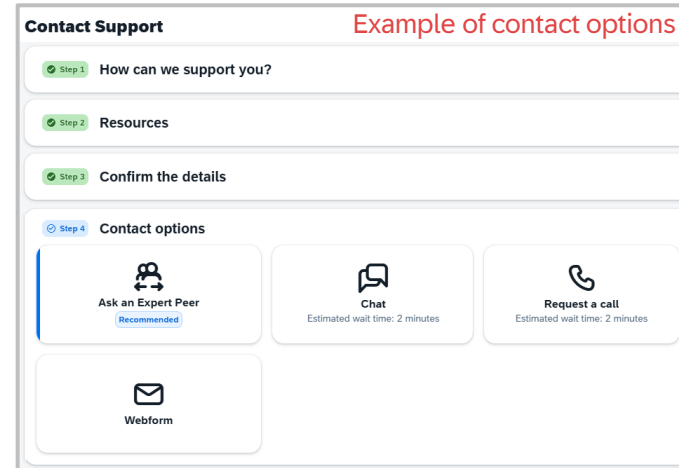 Contact Support
Example of contact options
Step 1 How can we support you?
Step 2 Resources
Step 3 Confirm the details
Step 4 Contact options
Ask an Expert Peer
Recommended
Chat
Estimated wait time: 2 minutes
Request a call
Estimated wait time: 2 minutes
Webform